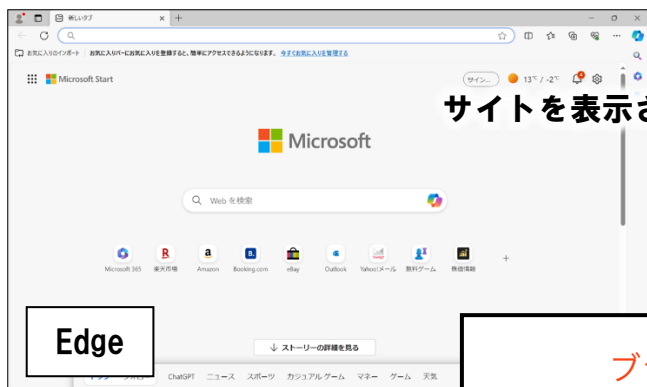 新しいタブ
お気に入りのインポート お気に入りバーにお気に入りを登録すると、簡単にアクセスできるようになります。 今すぐお気に入りを管理する
Microsoft Start
サイン...
13℃ / -2℃
サイトを表示さ
Microsoft
Web を検索
Microsoft 365 楽天市場 Amazon Booking.com eBay Outlook Yahoo!メール 無料ゲーム 株価情報
ストーリーの詳細を見る
Edge
ChatGPT ニュース スポーツ カジュアルゲーム マネー ゲーム 天気